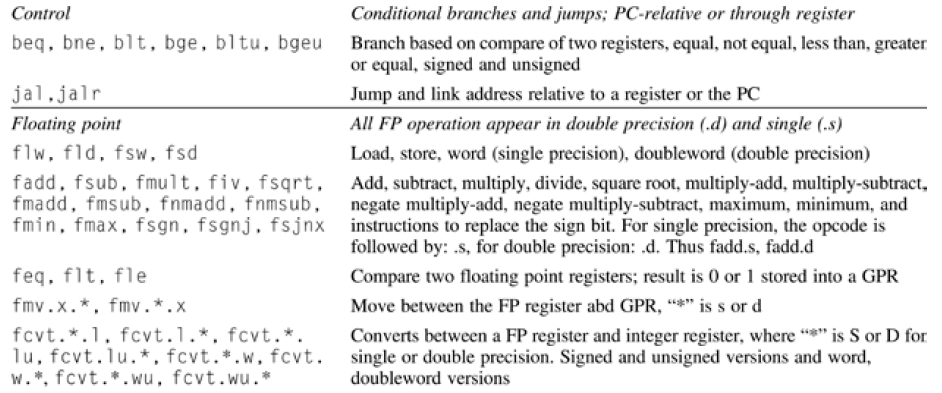 Control Conditional branches and jumps; PC-relative or through register
beq, bne, blt, bge, bltu, bgeu Branch based on compare of two registers, equal, not equal, less than, greater
or equal, signed and unsigned
jal,jalr Jump and link address relative to a register or the PC
Floating point All FP operation appear in double precision (.d) and single (.s)
flw, fld, fsw, fsd Load, store, word (single precision), doubleword (double precision)
fadd, fsub, fmult, fiv, fsqrt, Add, subtract, multiply, divide, square root, multiply-add, multiply-subtract,
fmadd, fmsub, fnmadd, fnmsub, negate multiply-add, negate multiply-subtract, maximum, minimum, and
fmin, fmax, fsgn, fsgnj, fsjnx instructions to replace the sign bit. For single precision, the opcode is
followed by: .s, for double precision: .d. Thus fadd.s, fadd.d
feq, flt, fle Compare two floating point registers; result is 0 or 1 stored into a GPR
fmv.x.*, fmv.*.x Move between the FP register abd GPR, “*” is s or d
fcvt.*.l, fcvt.l.*, fcvt.*. Converts between a FP register and integer register, where “*” is S or D for
lu, fcvt.lu.*, fcvt.*.w, fcvt. single or double precision. Signed and unsigned versions and word,
w.*, fcvt.*.wu, fcvt.wu.* doubleword versions